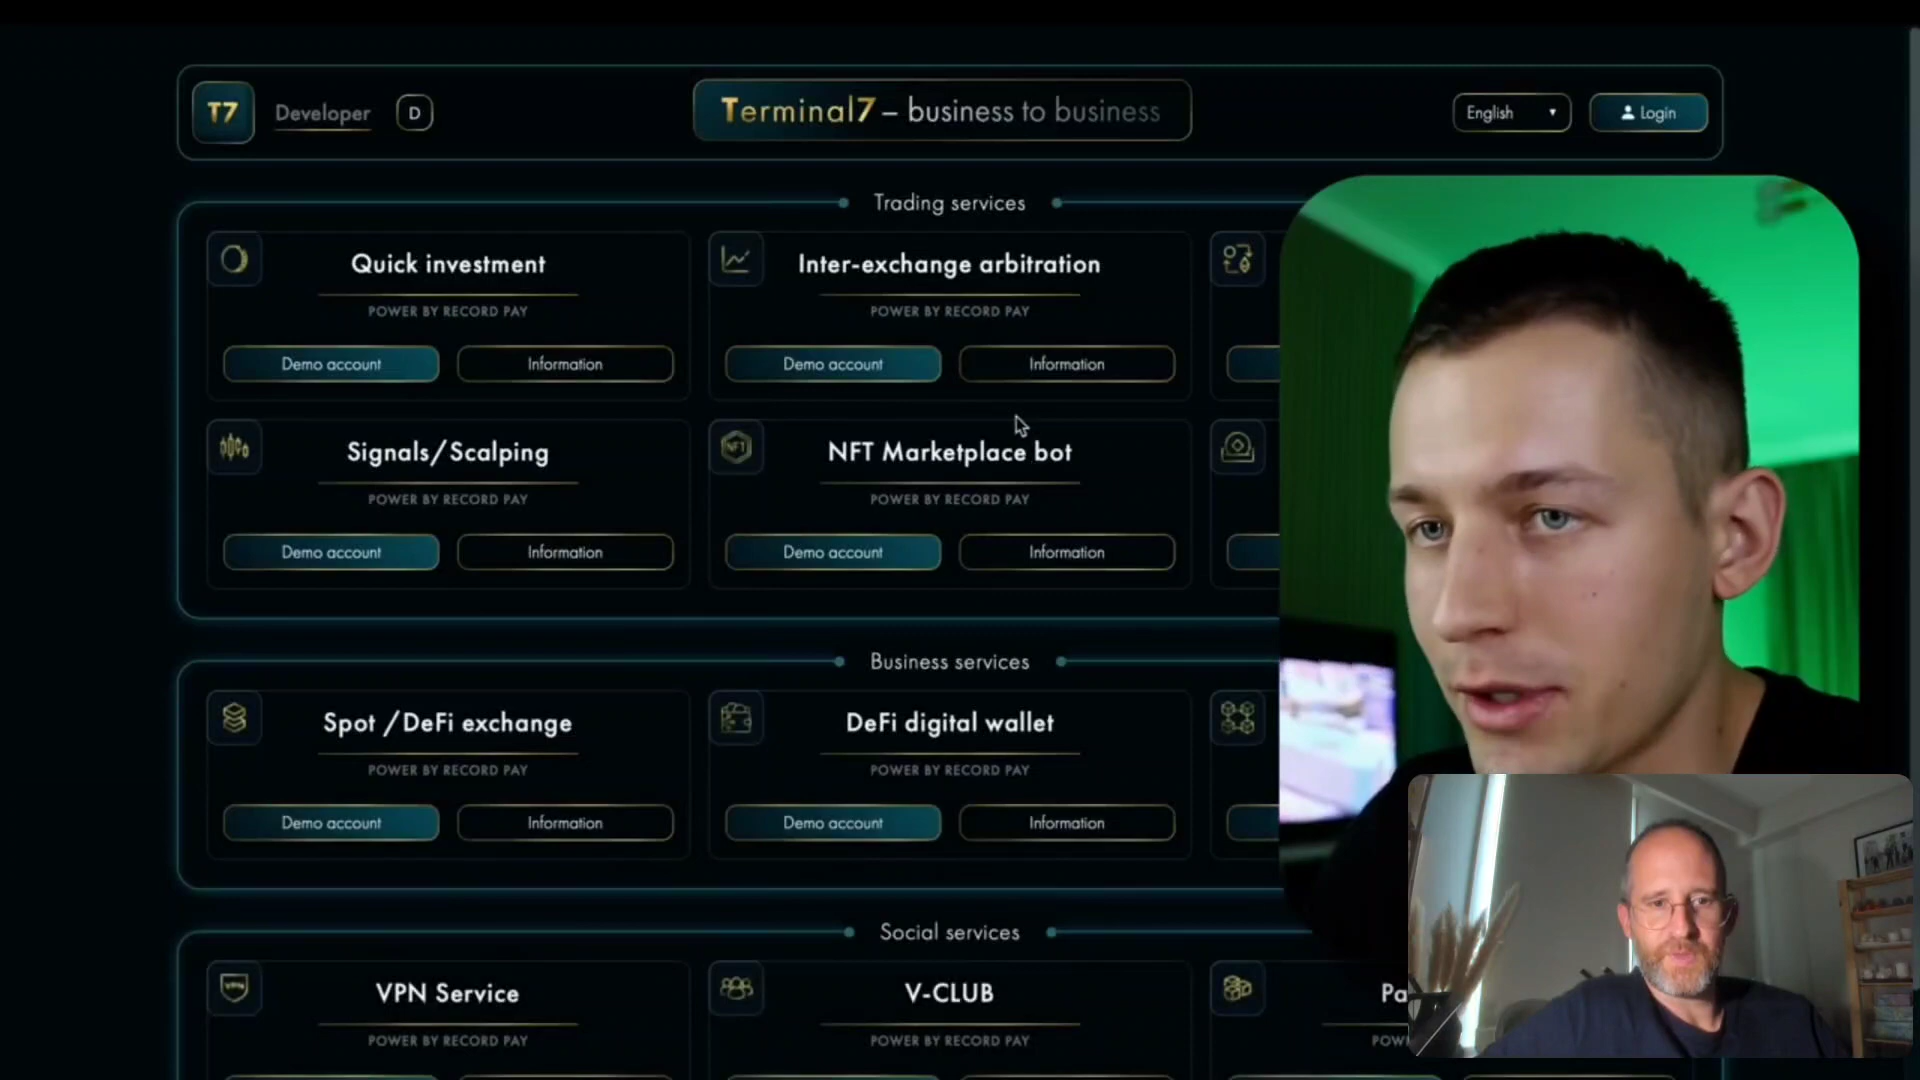 T7 Developer D Terminal7 – business to business English Login
Trading services
Quick investment Inter-exchange arbitration
POWER BY RECORD PAY POWER BY RECORD PAY
Demo account Information Demo account Information
Signals/Scalping NFT NFT Marketplace bot
POWER BY RECORD PAY POWER BY RECORD PAY
Demo account Information Demo account Information
Business services
Spot /DeFi exchange DeFi digital wallet
POWER BY RECORD PAY POWER BY RECORD PAY
Demo account Information Demo account Information
Social services
VPN VPN Service V-CLUB Pa
POWER BY RECORD PAY POWER BY RECORD PAY POW